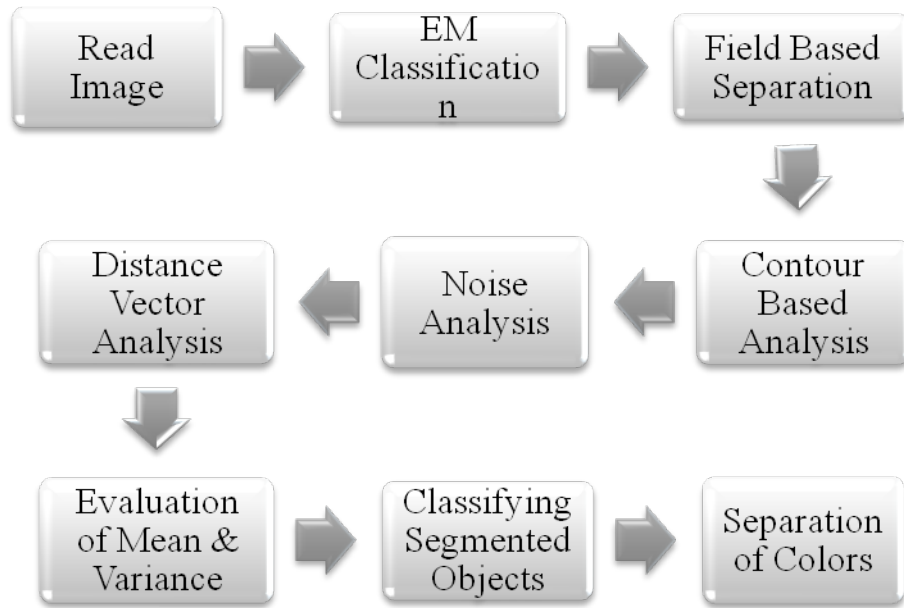 Read
Image
EM
Classificatio
n
Field Based
Separation
Contour
Based
Analysis
Noise
Analysis
Distance
Vector
Analysis
Evaluation
of Mean &
Variance
Classifying
Segmented
Objects
Separation
of Colors